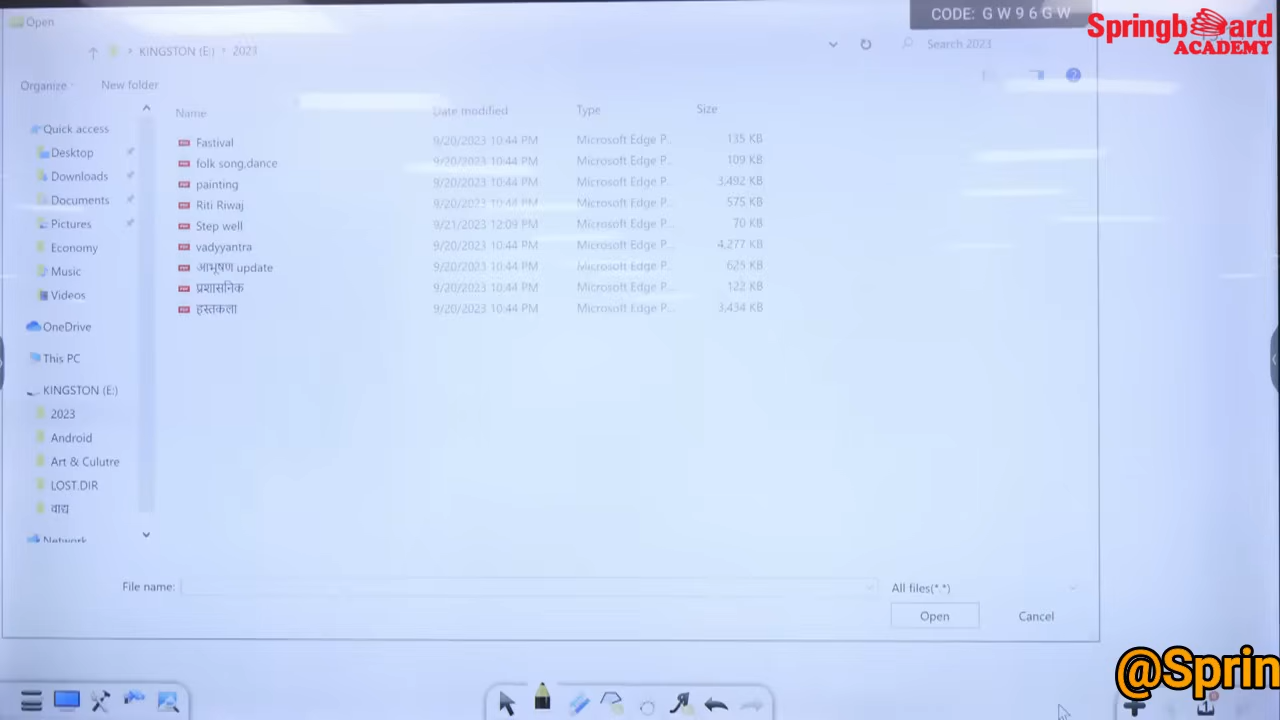 Open
CODE: G W 9 6 G W
Springboard
ACADEMY
KINGSTON (E:) › 2023
Search 2023
Organize
New folder
Name
Date modified
Type
Size
Fastival 9/20/2023 10:44 PM Microsoft Edge P... 135 KB
folk song,dance 9/20/2023 10:44 PM Microsoft Edge P... 109 KB
painting 9/20/2023 10:44 PM Microsoft Edge P... 3,492 KB
Riti Riwaj 9/20/2023 10:44 PM Microsoft Edge P... 575 KB
Step well 9/21/2023 12:09 PM Microsoft Edge P... 70 KB
vadyyantra 9/20/2023 10:44 PM Microsoft Edge P... 4,277 KB
आभूषण update 9/20/2023 10:44 PM Microsoft Edge P... 625 KB
प्रशासनिक 9/20/2023 10:44 PM Microsoft Edge P... 122 KB
हस्तकला 9/20/2023 10:44 PM Microsoft Edge P... 3,434 KB
Quick access
Desktop
Downloads
Documents
Pictures
Economy
Music
Videos
OneDrive
This PC
KINGSTON (E:)
2023
Android
Art & Culutre
LOST.DIR
वाद्य
Network
File name:
All files(*.*)
Open
Cancel
@Sprin